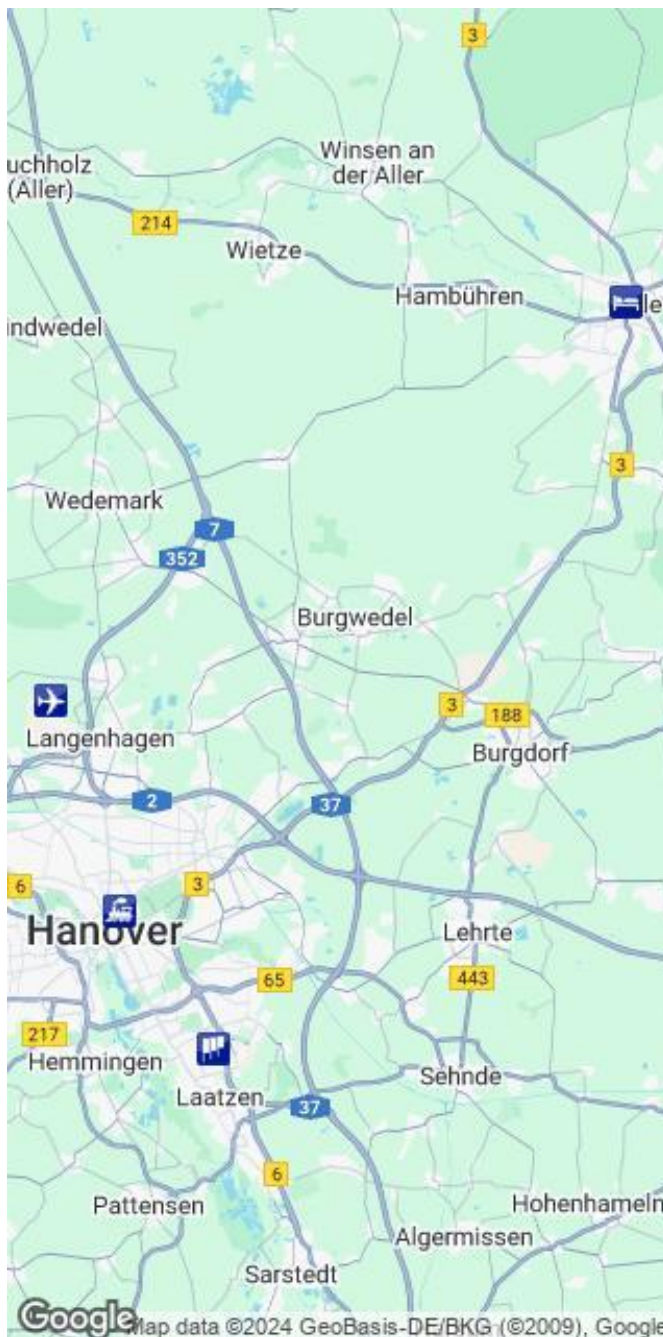 3
Winsen an
der Aller
uchholz
(Aller)
214
Wietze
Hambühren
le
indwedel
3
Wedemark
7
352
Burgwedel
3
188
Langenhagen
Burgdorf
2
37
6
3
Hanover
Lehrte
65
443
217
Hemmingen
Sehnde
Laatzen
37
6
Pattensen
Hohenhameln
Algermissen
Sarstedt
Google
Map data ©2024 GeoBasis-DE/BKG (©2009), Google